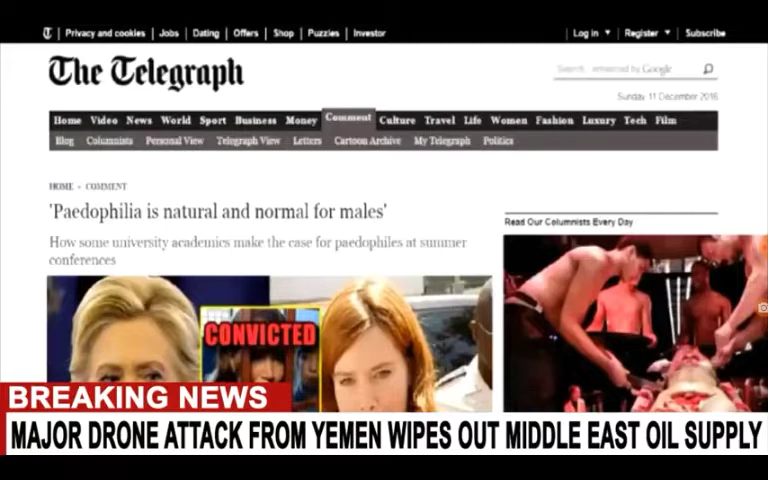 Privacy and cookies | Jobs | Dating | Offers | Shop | Puzzles | Investor
Log in ▼ | Register ▼ | Subscribe
The Telegraph
Search - enhanced by Google
Sunday 11 December 2016
Home Video News World Sport Business Money Comment Culture Travel Life Women Fashion Luxury Tech Film
Blog Columnists Personal View Telegraph View Letters Cartoon Archive My Telegraph Politics
HOME » COMMENT
'Paedophilia is natural and normal for males'
How some university academics make the case for paedophiles at summer
conferences
Read Our Columnists Every Day
CONVICTED
BREAKING NEWS
MAJOR DRONE ATTACK FROM YEMEN WIPES OUT MIDDLE EAST OIL SUPPLY